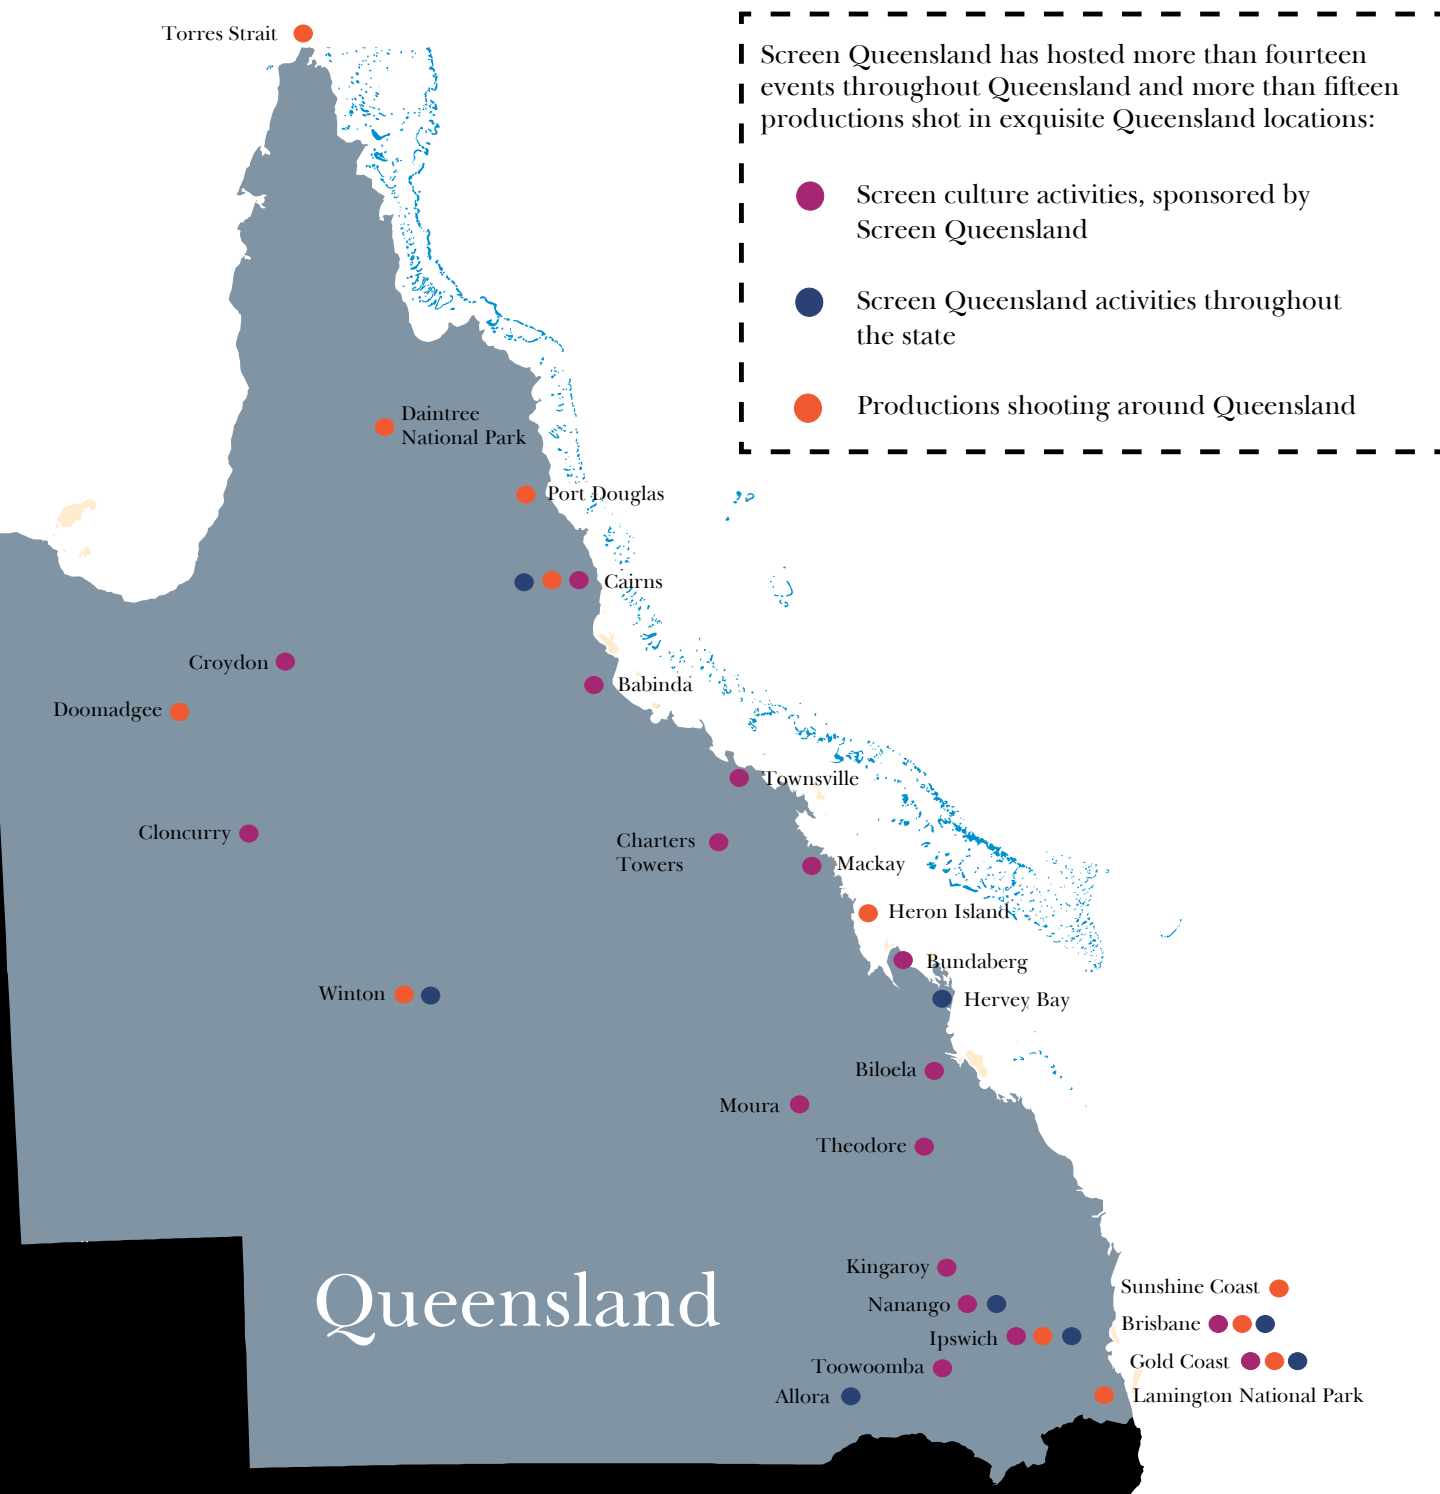 Torres Strait
Screen Queensland has hosted more than fourteen
events throughout Queensland and more than fifteen
productions shot in exquisite Queensland locations:
Screen culture activities, sponsored by
Screen Queensland
Screen Queensland activities throughout
the state
Productions shooting around Queensland
Daintree
National Park
Port Douglas
Cairns
Croydon
Babinda
Doomadgee
Townsville
Cloncurry
Charters
Towers
Mackay
Heron Island
Bundaberg
Winton
Hervey Bay
Biloela
Moura
Theodore
Kingaroy
Queensland
Sunshine Coast
Nanango
Brisbane
Ipswich
Gold Coast
Toowoomba
Allora
Lamington National Park